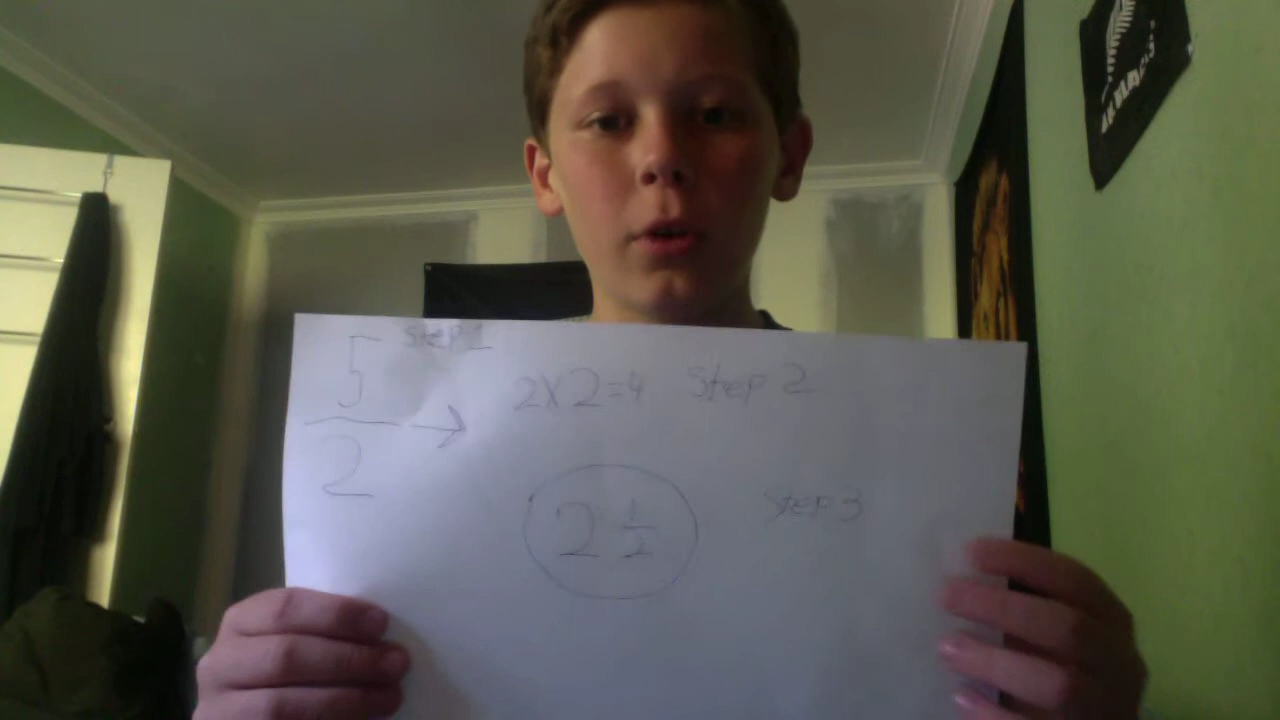 5/2 → Step 1
2X2=4 Step 2
2 1/2 Step 3